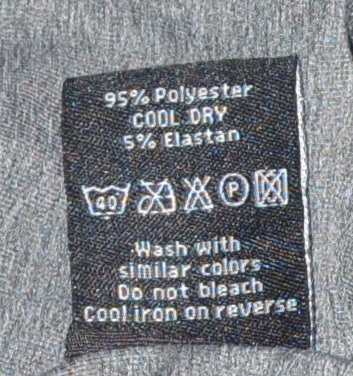 95% Polyester
COOL DRY
5% Elastan
40 P
Wash with
similar colors
Do not bleach
Cool iron on reverse